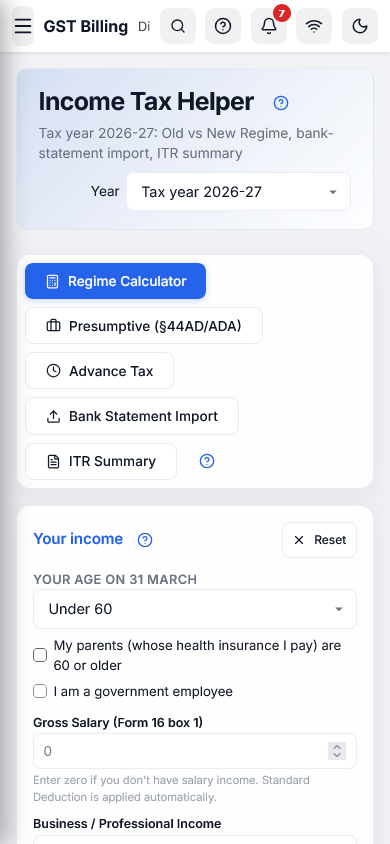 GST Billing Di
7
Income Tax Helper
Tax year 2026-27: Old vs New Regime, bank-
statement import, ITR summary
Year Tax year 2026-27
Regime Calculator
Presumptive (§44AD/ADA)
Advance Tax
Bank Statement Import
ITR Summary
Your income
Reset
YOUR AGE ON 31 MARCH
Under 60
My parents (whose health insurance I pay) are
60 or older
I am a government employee
Gross Salary (Form 16 box 1)
0
Enter zero if you don't have salary income. Standard
Deduction is applied automatically.
Business / Professional Income